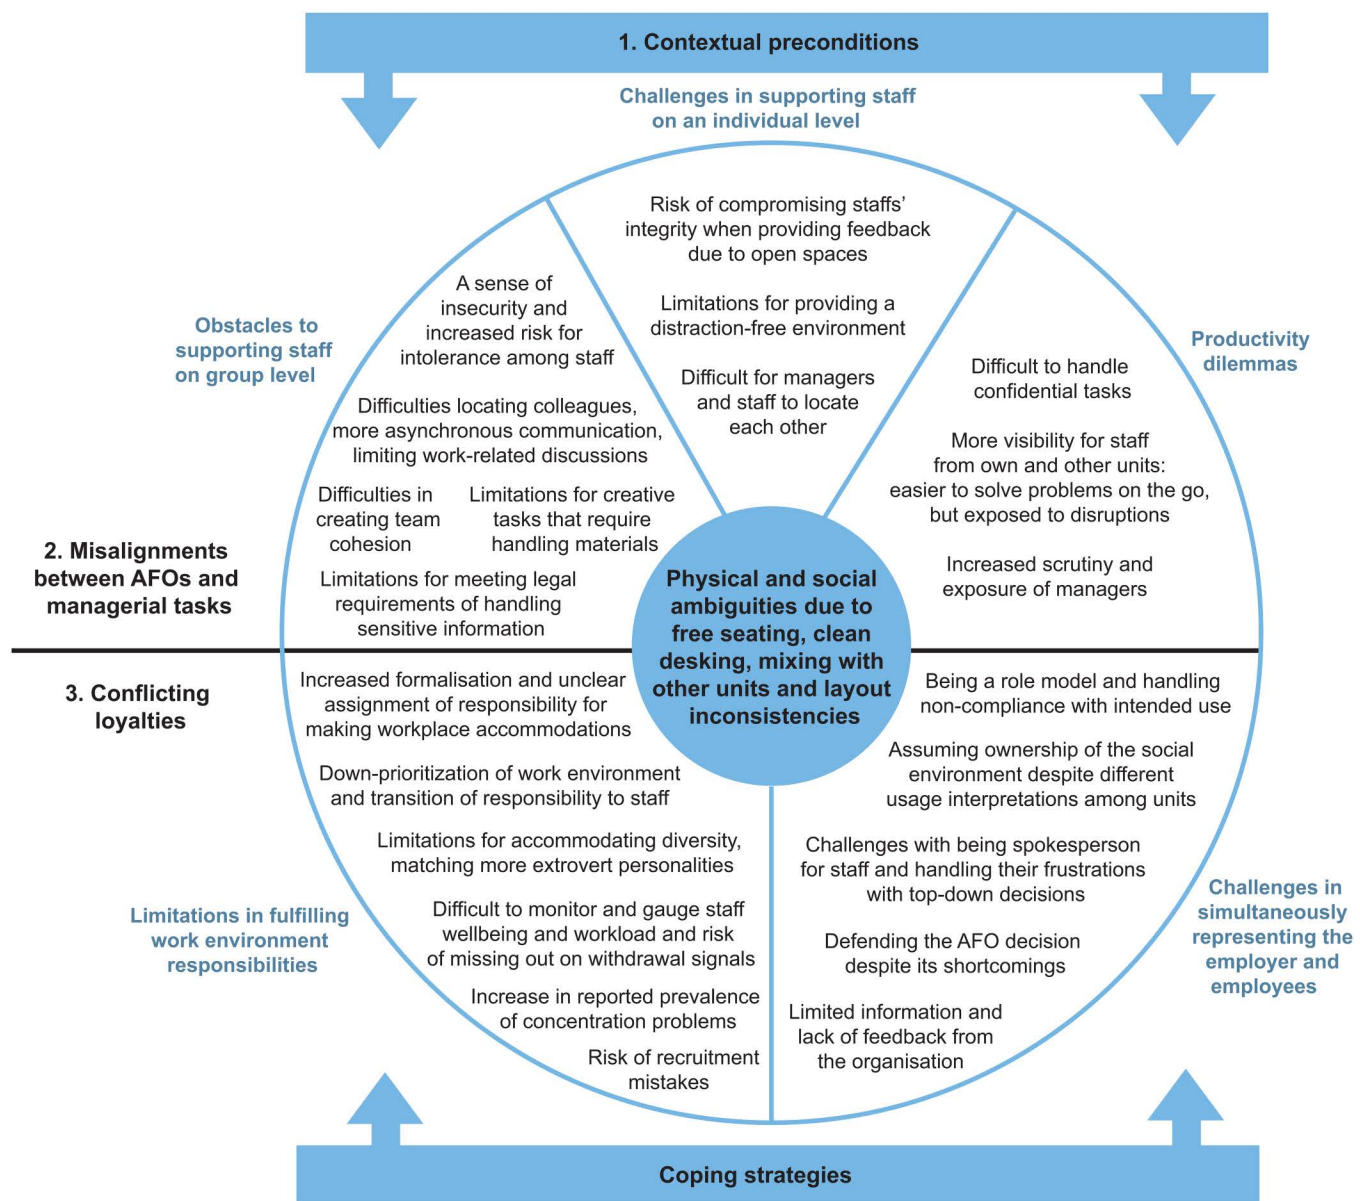 1. Contextual preconditions
Challenges in supporting staff
on an individual level
Risk of compromising staffs’
integrity when providing feedback
due to open spaces
Limitations for providing a
distraction-free environment
Difficult for managers
and staff to locate
each other
Obstacles to
supporting staff
on group level
A sense of
insecurity and
increased risk for
intolerance among staff
Difficulties locating colleagues,
more asynchronous communication,
limiting work-related discussions
Difficulties in
creating team
cohesion
Limitations for creative
tasks that require
handling materials
Limitations for meeting legal
requirements of handling
sensitive information
Productivity
dilemmas
Difficult to handle
confidential tasks
More visibility for staff
from own and other units:
easier to solve problems on the go,
but exposed to disruptions
Increased scrutiny and
exposure of managers
2. Misalignments
between AFOs and
managerial tasks
Physical and social
ambiguities due to
free seating, clean
desking, mixing with
other units and layout
inconsistencies
3. Conflicting
loyalties
Increased formalisation and unclear
assignment of responsibility for
making workplace accommodations
Down-prioritization of work environment
and transition of responsibility to staff
Limitations for accommodating diversity,
matching more extrovert personalities
Difficult to monitor and gauge staff
wellbeing and workload and risk
of missing out on withdrawal signals
Increase in reported prevalence
of concentration problems
Risk of recruitment
mistakes
Limitations in fulfilling
work environment
responsibilities
Being a role model and handling
non-compliance with intended use
Assuming ownership of the social
environment despite different
usage interpretations among units
Challenges with being spokesperson
for staff and handling their frustrations
with top-down decisions
Defending the AFO decision
despite its shortcomings
Limited information and
lack of feedback from
the organisation
Challenges in
simultaneously
representing the
employer and
employees
Coping strategies